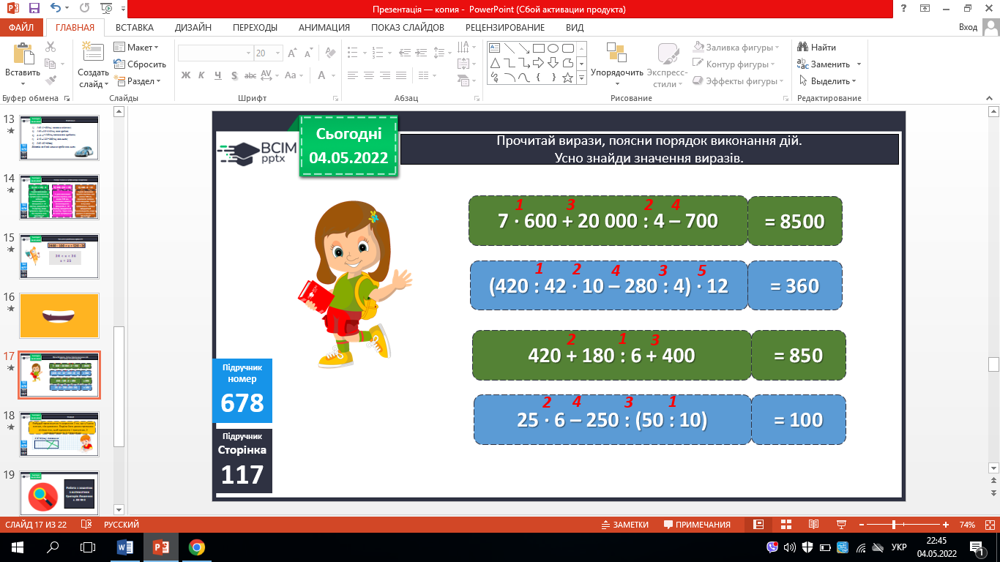 Презентація — копия - PowerPoint (Сбой активации продукта)
ФАЙЛ ГЛАВНАЯ ВСТАВКА ДИЗАЙН ПЕРЕХОДЫ АНИМАЦИЯ ПОКАЗ СЛАЙДОВ РЕЦЕНЗИРОВАНИЕ ВИД Вход
Вставить
Буфер обмена
Создать слайд
Макет
Сбросить
Раздел
Слайды
20
Ж К Ч S abc AV Aa A
Шрифт
Абзац
Упорядочить
Экспресс-стили
Заливка фигуры
Контур фигуры
Эффекты фигуры
Рисование
Найти
Заменить
Выделить
Редактирование
13
14
15
16
17
18
19
Сьогодні
04.05.2022
ВСІМ
pptx
Прочитай вирази, поясни порядок виконання дій.
Усно знайди значення виразів.
1 3 2 4
7 · 600 + 20 000 : 4 – 700 = 8500
1 2 4 3 5
(420 : 42 · 10 – 280 : 4) · 12 = 360
2 1 3
420 + 180 : 6 + 400 = 850
2 4 3 1
25 · 6 – 250 : (50 : 10) = 100
Підручник
номер
678
Підручник
Сторінка
117
СЛАЙД 17 ИЗ 22 РУССКИЙ ЗАМЕТКИ ПРИМЕЧАНИЯ 74%
УКР
22:45
04.05.2022
1